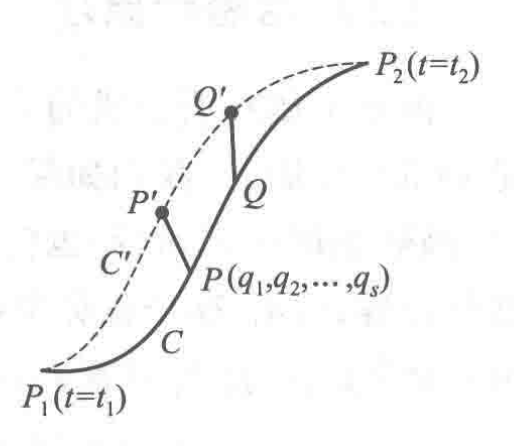 P₂(t=t₂)
Q′
Q
P′
C′
P(q₁,q₂,⋯,qₛ)
C
P₁(t=t₁)